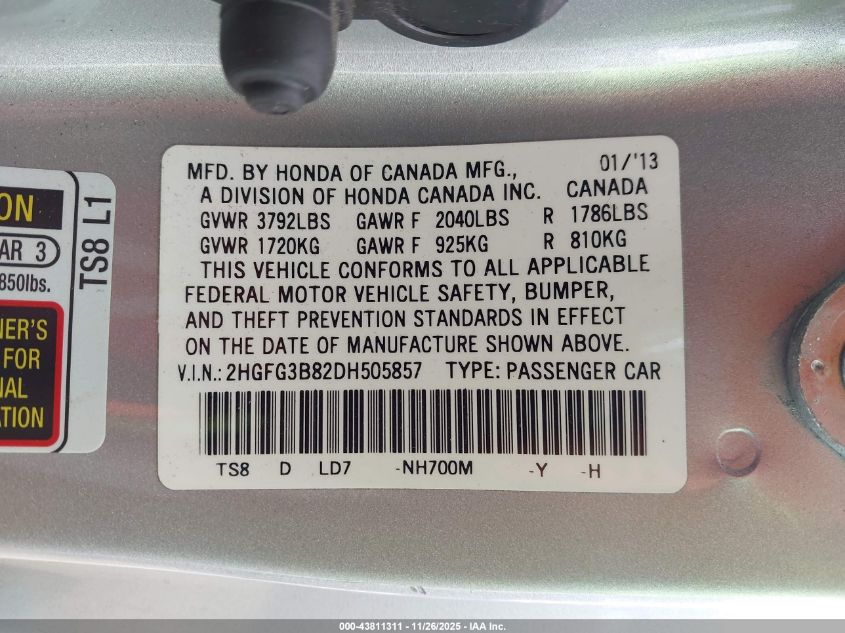 ON
AR 3
850lbs.
NER'S
FOR
NAL
ATION
TS8 L1
MFD. BY HONDA OF CANADA MFG., 01/'13
A DIVISION OF HONDA CANADA INC. CANADA
GVWR 3792LBS GAWR F 2040LBS R 1786LBS
GVWR 1720KG GAWR F 925KG R 810KG
THIS VEHICLE CONFORMS TO ALL APPLICABLE
FEDERAL MOTOR VEHICLE SAFETY, BUMPER,
AND THEFT PREVENTION STANDARDS IN EFFECT
ON THE DATE OF MANUFACTURE SHOWN ABOVE.
V.I.N.: 2HGFG3B82DH505857 TYPE: PASSENGER CAR
TS8 D LD7 -NH700M -Y -H
000-43811311 - 11/26/2025 - IAA Inc.